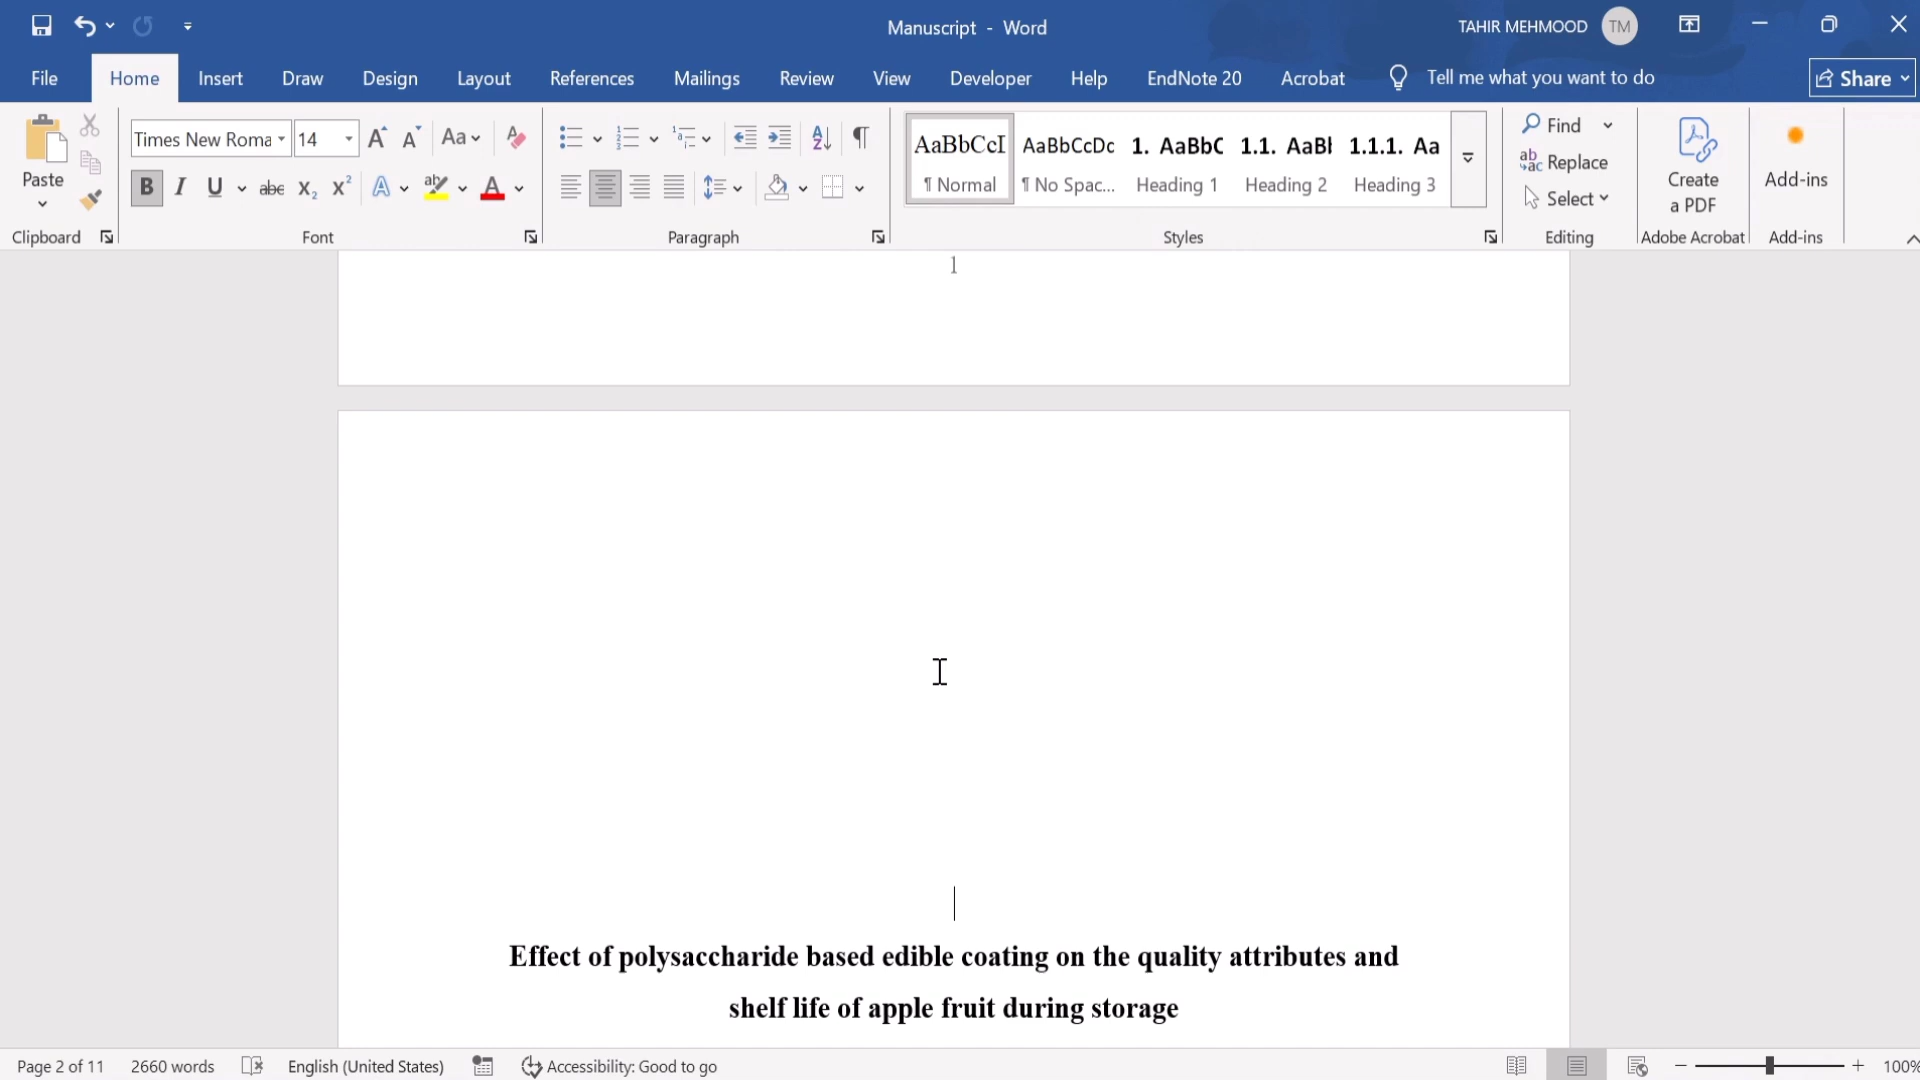 Manuscript - Word
TAHIR MEHMOOD TM
File Home Insert Draw Design Layout References Mailings Review View Developer Help EndNote 20 Acrobat Tell me what you want to do Share
Paste
Clipboard
Times New Roma 14
Aa
B I U abc X₂ X² A ab A
Font
Paragraph
AaBbCcI AaBbCcDc 1. AaBbC 1.1. AaBl 1.1.1. Aa
¶ Normal ¶ No Spac... Heading 1 Heading 2 Heading 3
Styles
Find
Replace
Select
Editing
Create
a PDF
Adobe Acrobat
Add-ins
Add-ins
1
Effect of polysaccharide based edible coating on the quality attributes and
shelf life of apple fruit during storage
Page 2 of 11 2660 words English (United States) Accessibility: Good to go 100%